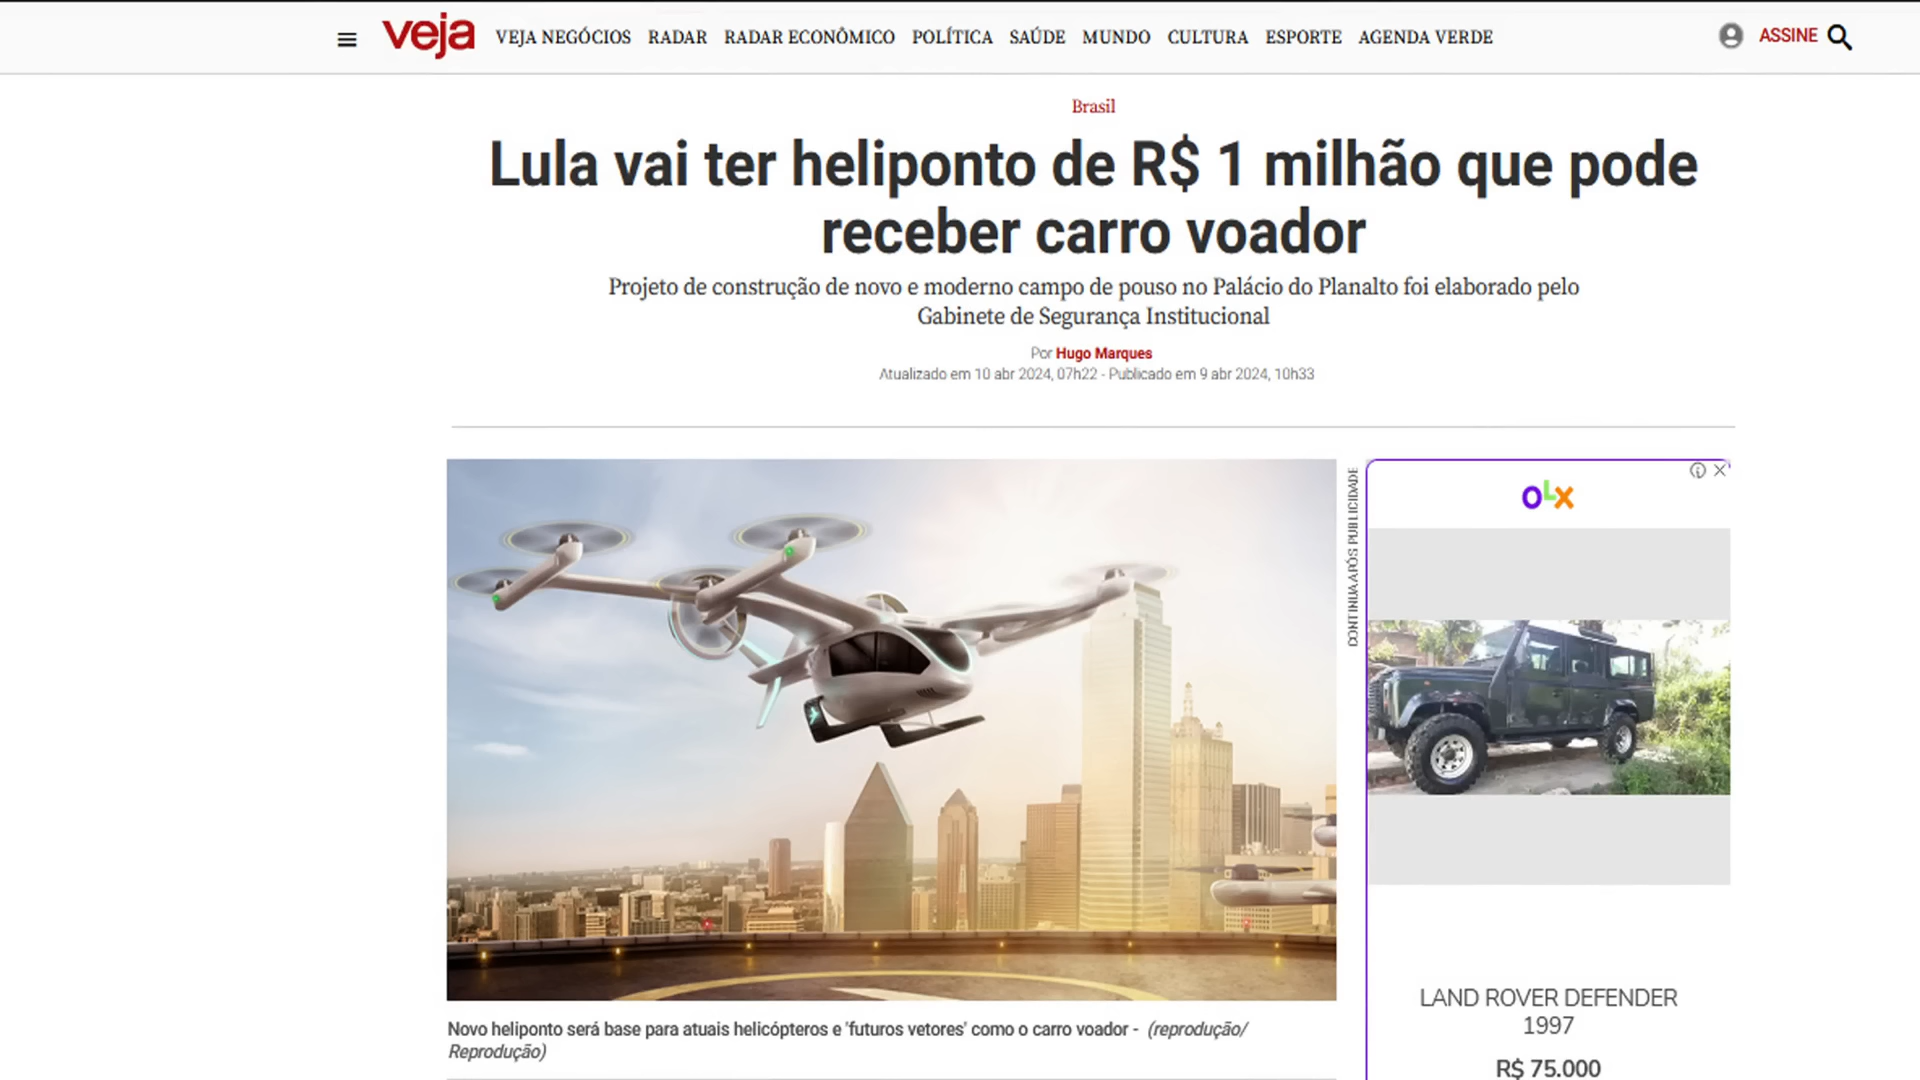 veja
VEJA NEGÓCIOS RADAR RADAR ECONÔMICO POLÍTICA SAÚDE MUNDO CULTURA ESPORTE AGENDA VERDE
ASSINE
Brasil
Lula vai ter heliponto de R$ 1 milhão que pode
receber carro voador
Projeto de construção de novo e moderno campo de pouso no Palácio do Planalto foi elaborado pelo
Gabinete de Segurança Institucional
Por Hugo Marques
Atualizado em 10 abr 2024, 07h22 - Publicado em 9 abr 2024, 10h33
Novo heliponto será base para atuais helicópteros e 'futuros vetores' como o carro voador - (reprodução/
Reprodução)
CONTINUA APÓS PUBLICIDADE
OLX
LAND ROVER DEFENDER
1997
R$ 75.000